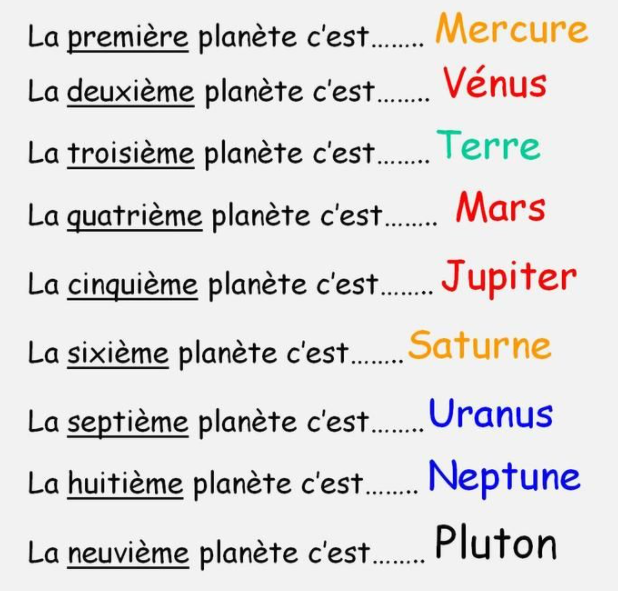 La première planète c'est........ Mercure
La deuxième planète c'est........ Vénus
La troisième planète c'est........ Terre
La quatrième planète c'est........ Mars
La cinquième planète c'est........ Jupiter
La sixième planète c'est........ Saturne
La septième planète c'est........ Uranus
La huitième planète c'est........ Neptune
La neuvième planète c'est........ Pluton